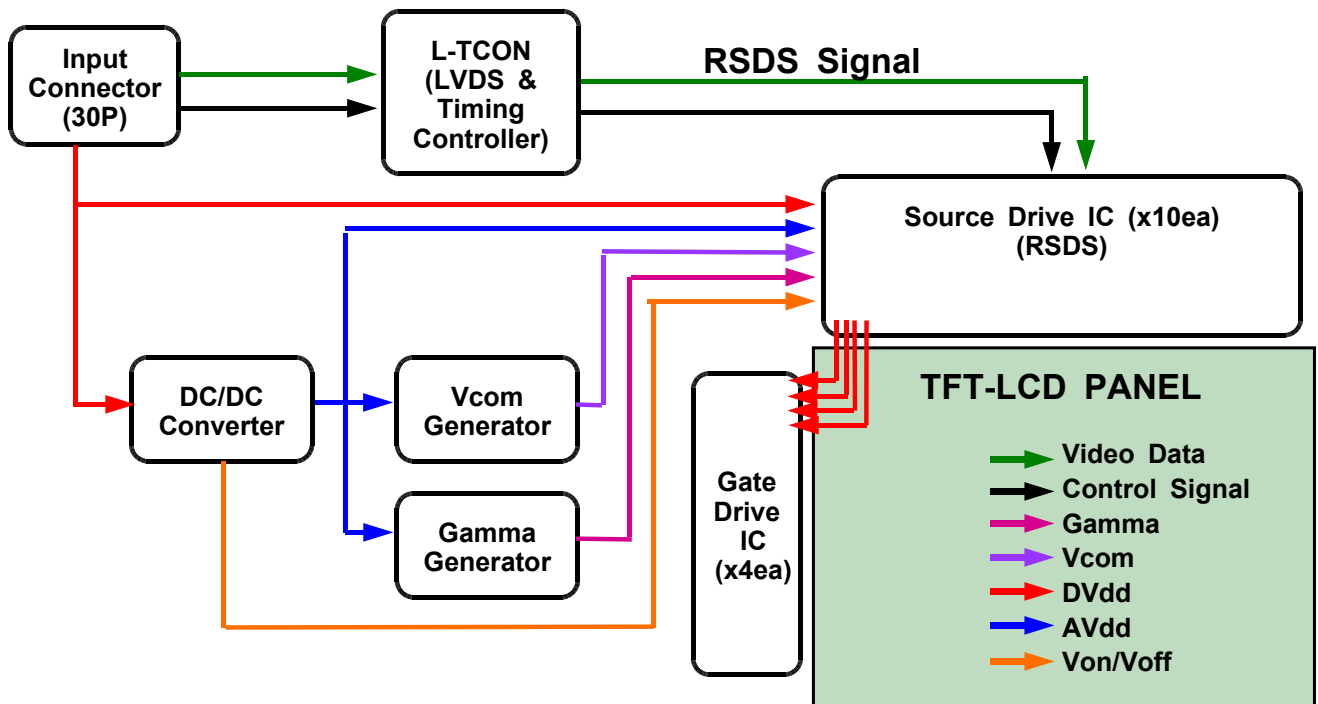 Input
Connector
(30P)
L-TCON
(LVDS &
Timing
Controller)
RSDS Signal
Source Drive IC (x10ea)
(RSDS)
DC/DC
Converter
Vcom
Generator
Gamma
Generator
Gate
Drive
IC
(x4ea)
TFT-LCD PANEL
Video Data
Control Signal
Gamma
Vcom
DVdd
AVdd
Von/Voff